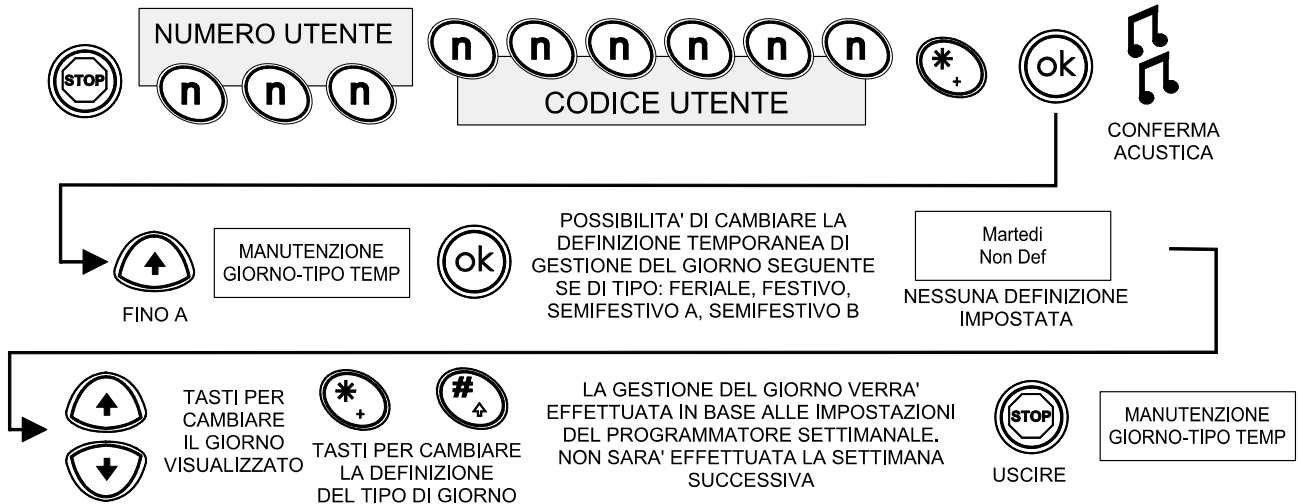 STOP
NUMERO UTENTE
n n n
n n n n n n
CODICE UTENTE
* +
ok
CONFERMA
ACUSTICA
FINO A
MANUTENZIONE
GIORNO-TIPO TEMP
ok
POSSIBILITA' DI CAMBIARE LA
DEFINIZIONE TEMPORANEA DI
GESTIONE DEL GIORNO SEGUENTE
SE DI TIPO: FERIALE, FESTIVO,
SEMIFESTIVO A, SEMIFESTIVO B
Martedi
Non Def
NESSUNA DEFINIZIONE
IMPOSTATA
TASTI PER
CAMBIARE
IL GIORNO
VISUALIZZATO
* +
#
TASTI PER CAMBIARE
LA DEFINIZIONE
DEL TIPO DI GIORNO
LA GESTIONE DEL GIORNO VERRA'
EFFETTUATA IN BASE ALLE IMPOSTAZIONI
DEL PROGRAMMATORE SETTIMANALE.
NON SARA' EFFETTUATA LA SETTIMANA
SUCCESSIVA
STOP
USCIRE
MANUTENZIONE
GIORNO-TIPO TEMP